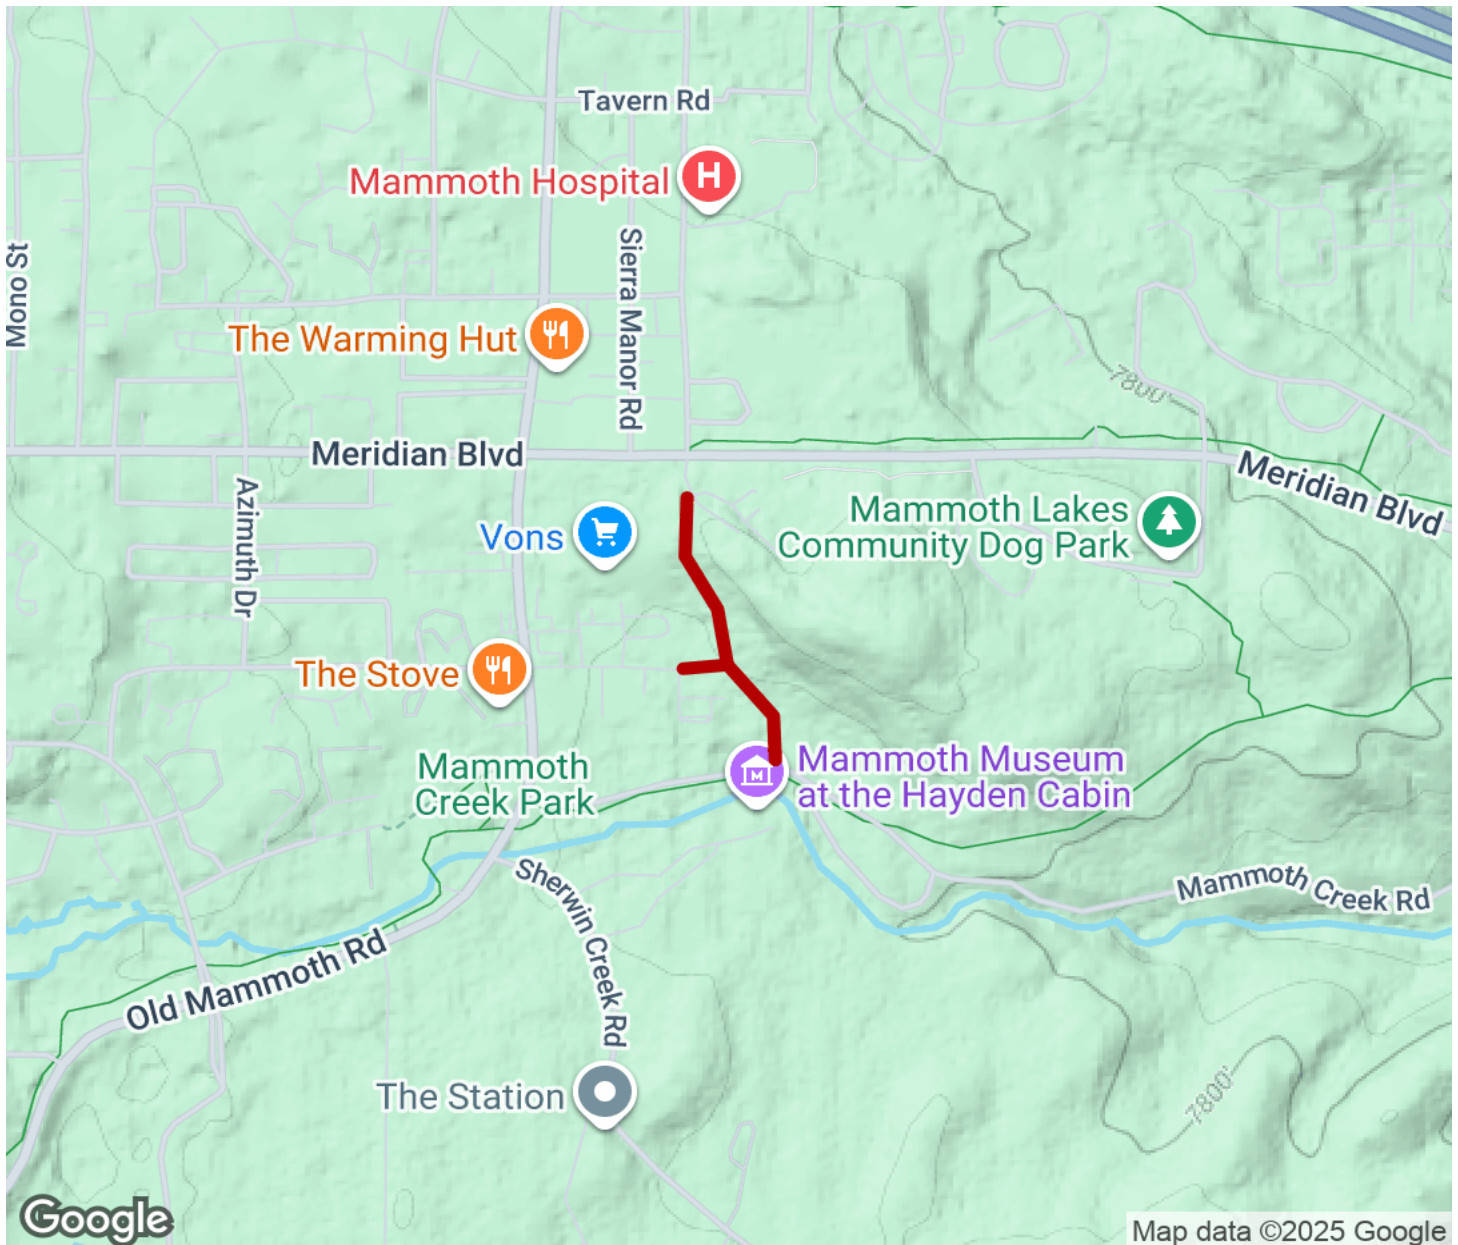 Tavern Rd
Mammoth Hospital
H
Mono St
Sierra Manor Rd
The Warming Hut
7800'
Meridian Blvd
Meridian Blvd
Azimuth Dr
Vons
Mammoth Lakes
Community Dog Park
The Stove
Mammoth
Creek Park
M
Mammoth Museum
at the Hayden Cabin
Sherwin Creek Rd
Mammoth Creek Rd
Old Mammoth Rd
The Station
7800'
Google
Map data ©2025 Google